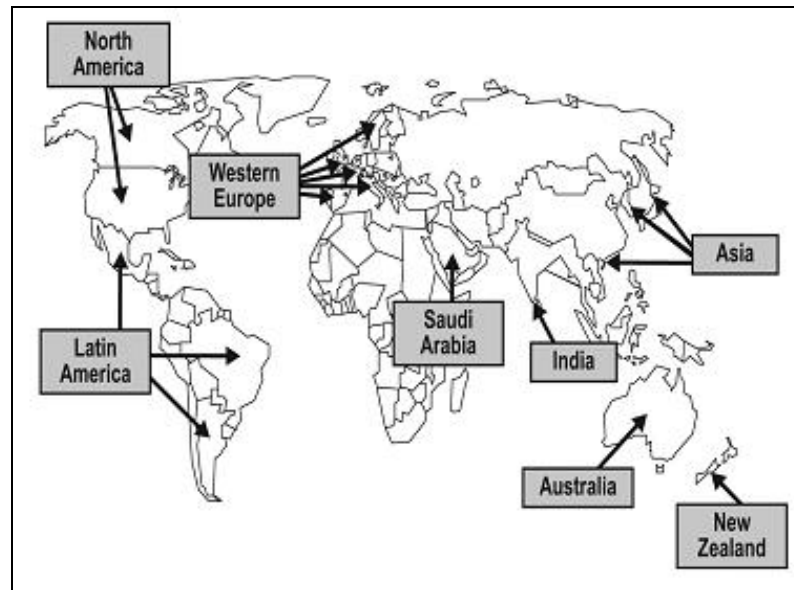 North
America
Western
Europe
Asia
Saudi
Arabia
India
Latin
America
Australia
New
Zealand